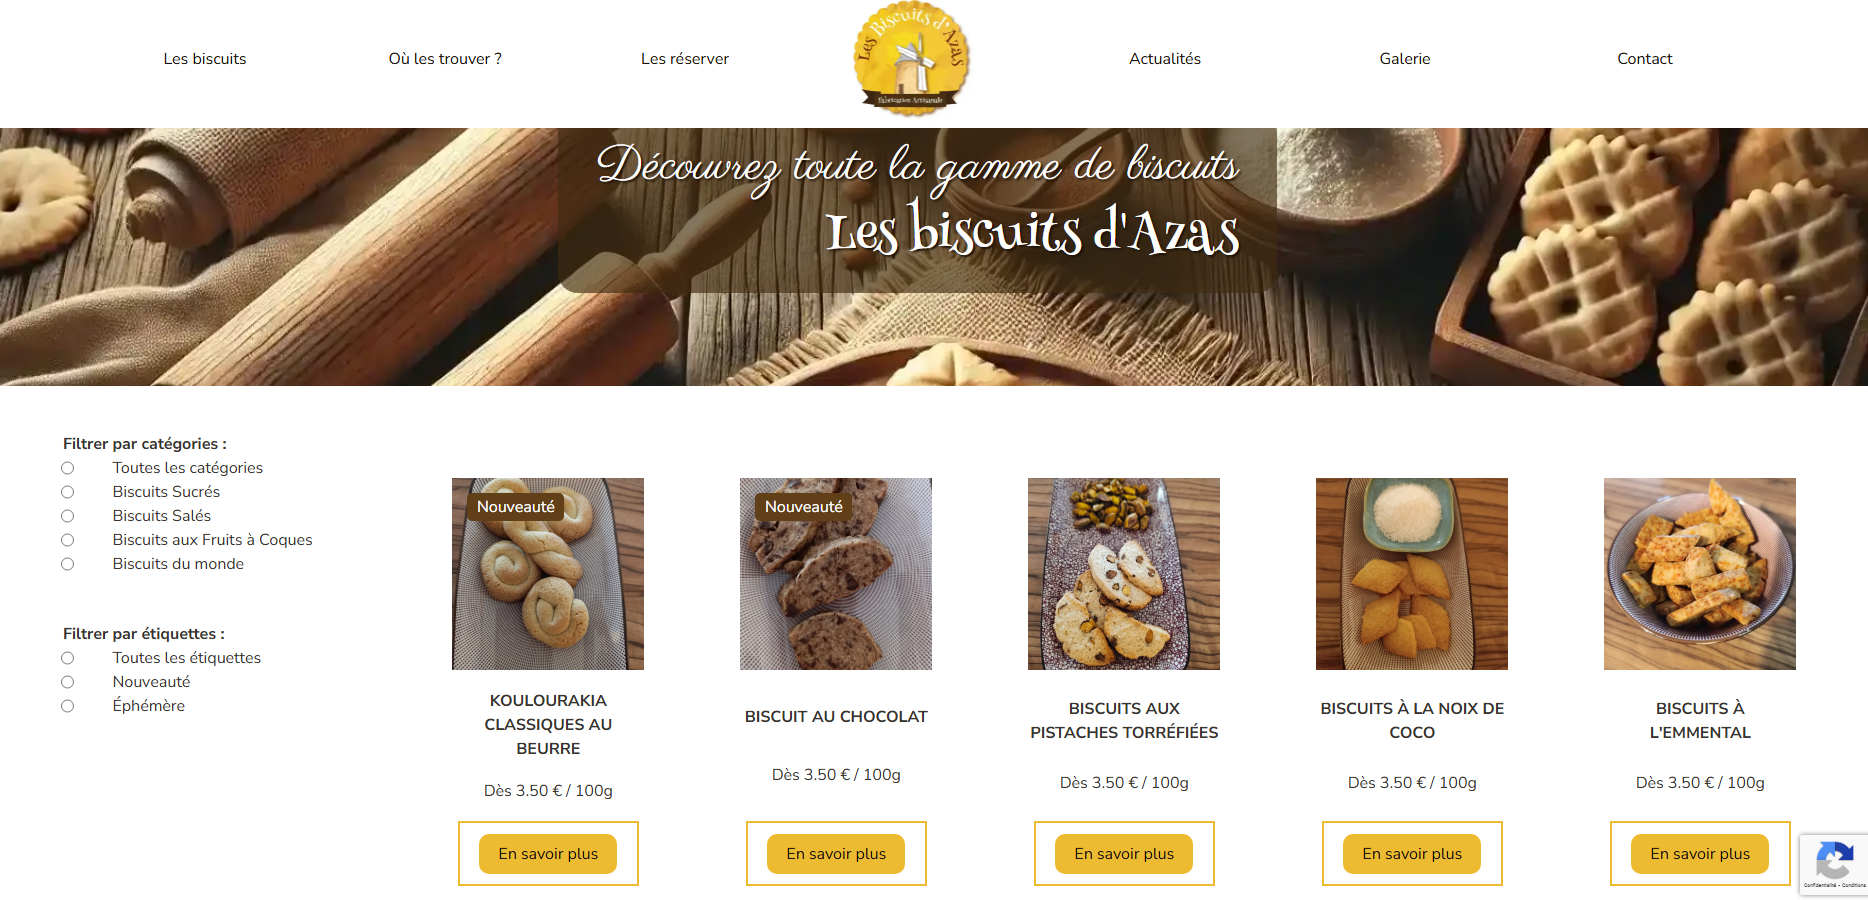 Les biscuits
Où les trouver ?
Les réserver
Les Biscuits d'Azas
Fabrication Artisanale
Actualités
Galerie
Contact
Découvrez toute la gamme de biscuits
Les biscuits d'Azas
Filtrer par catégories :
Toutes les catégories
Biscuits Sucrés
Biscuits Salés
Biscuits aux Fruits à Coques
Biscuits du monde
Filtrer par étiquettes :
Toutes les étiquettes
Nouveauté
Éphémère
Nouveauté
KOULOURAKIA
CLASSIQUES AU
BEURRE
Dès 3.50 € / 100g
En savoir plus
Nouveauté
BISCUIT AU CHOCOLAT
Dès 3.50 € / 100g
En savoir plus
BISCUITS AUX
PISTACHES TORRÉFIÉES
Dès 3.50 € / 100g
En savoir plus
BISCUITS À LA NOIX DE
COCO
Dès 3.50 € / 100g
En savoir plus
BISCUITS À
L'EMMENTAL
Dès 3.50 € / 100g
En savoir plus
Confidentialité - Conditions